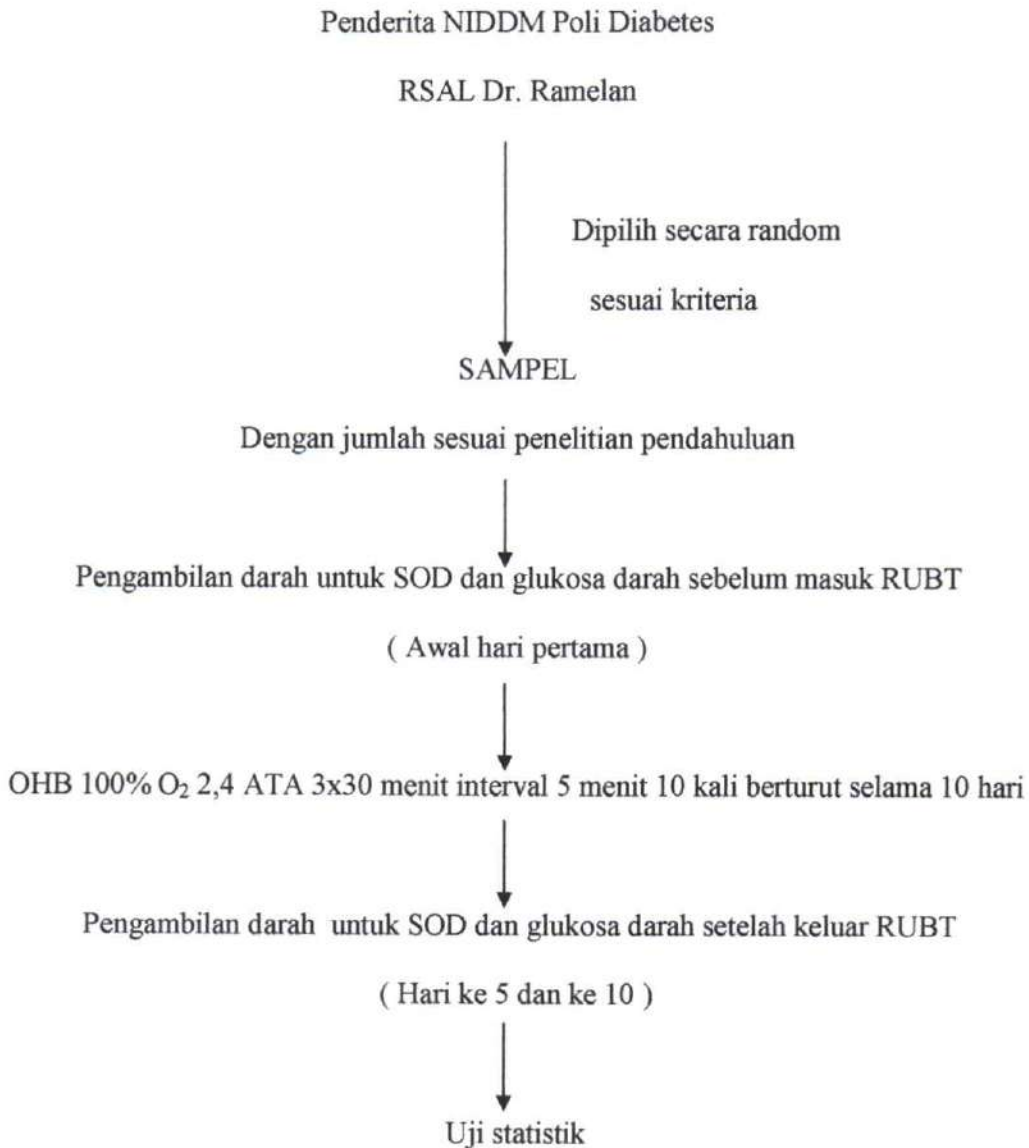 Penderita NIDDM Poli Diabetes
RSAL Dr. Ramelan
Dipilih secara random
sesuai kriteria
SAMPEL
Dengan jumlah sesuai penelitian pendahuluan
Pengambilan darah untuk SOD dan glukosa darah sebelum masuk RUBT
( Awal hari pertama )
OHB 100% O₂ 2,4 ATA 3x30 menit interval 5 menit 10 kali berturut selama 10 hari
Pengambilan darah untuk SOD dan glukosa darah setelah keluar RUBT
( Hari ke 5 dan ke 10 )
Uji statistik